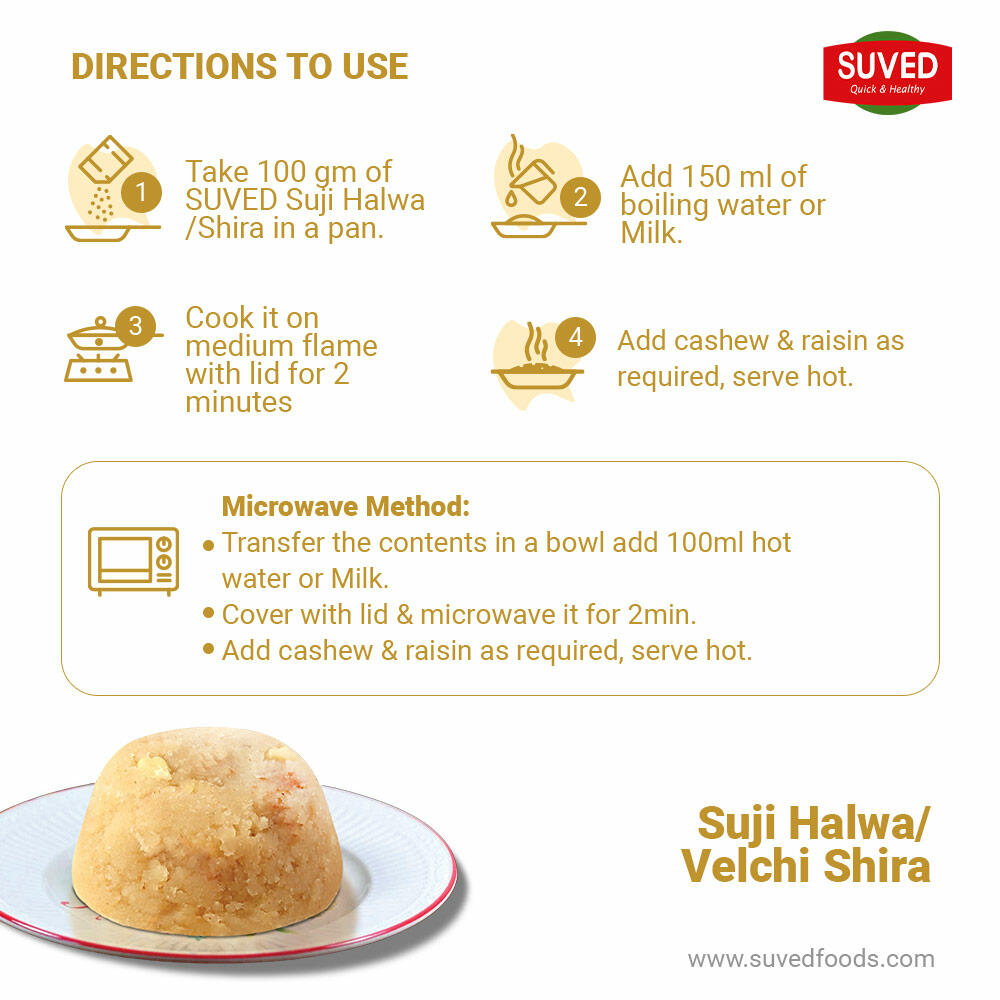 DIRECTIONS TO USE
SUVED
Quick & Healthy
1
Take 100 gm of
SUVED Suji Halwa
/Shira in a pan.
2
Add 150 ml of
boiling water or
Milk.
3
Cook it on
medium flame
with lid for 2
minutes
4
Add cashew & raisin as
required, serve hot.
Microwave Method:
• Transfer the contents in a bowl add 100ml hot
water or Milk.
• Cover with lid & microwave it for 2min.
• Add cashew & raisin as required, serve hot.
Suji Halwa/
Velchi Shira
www.suvedfoods.com